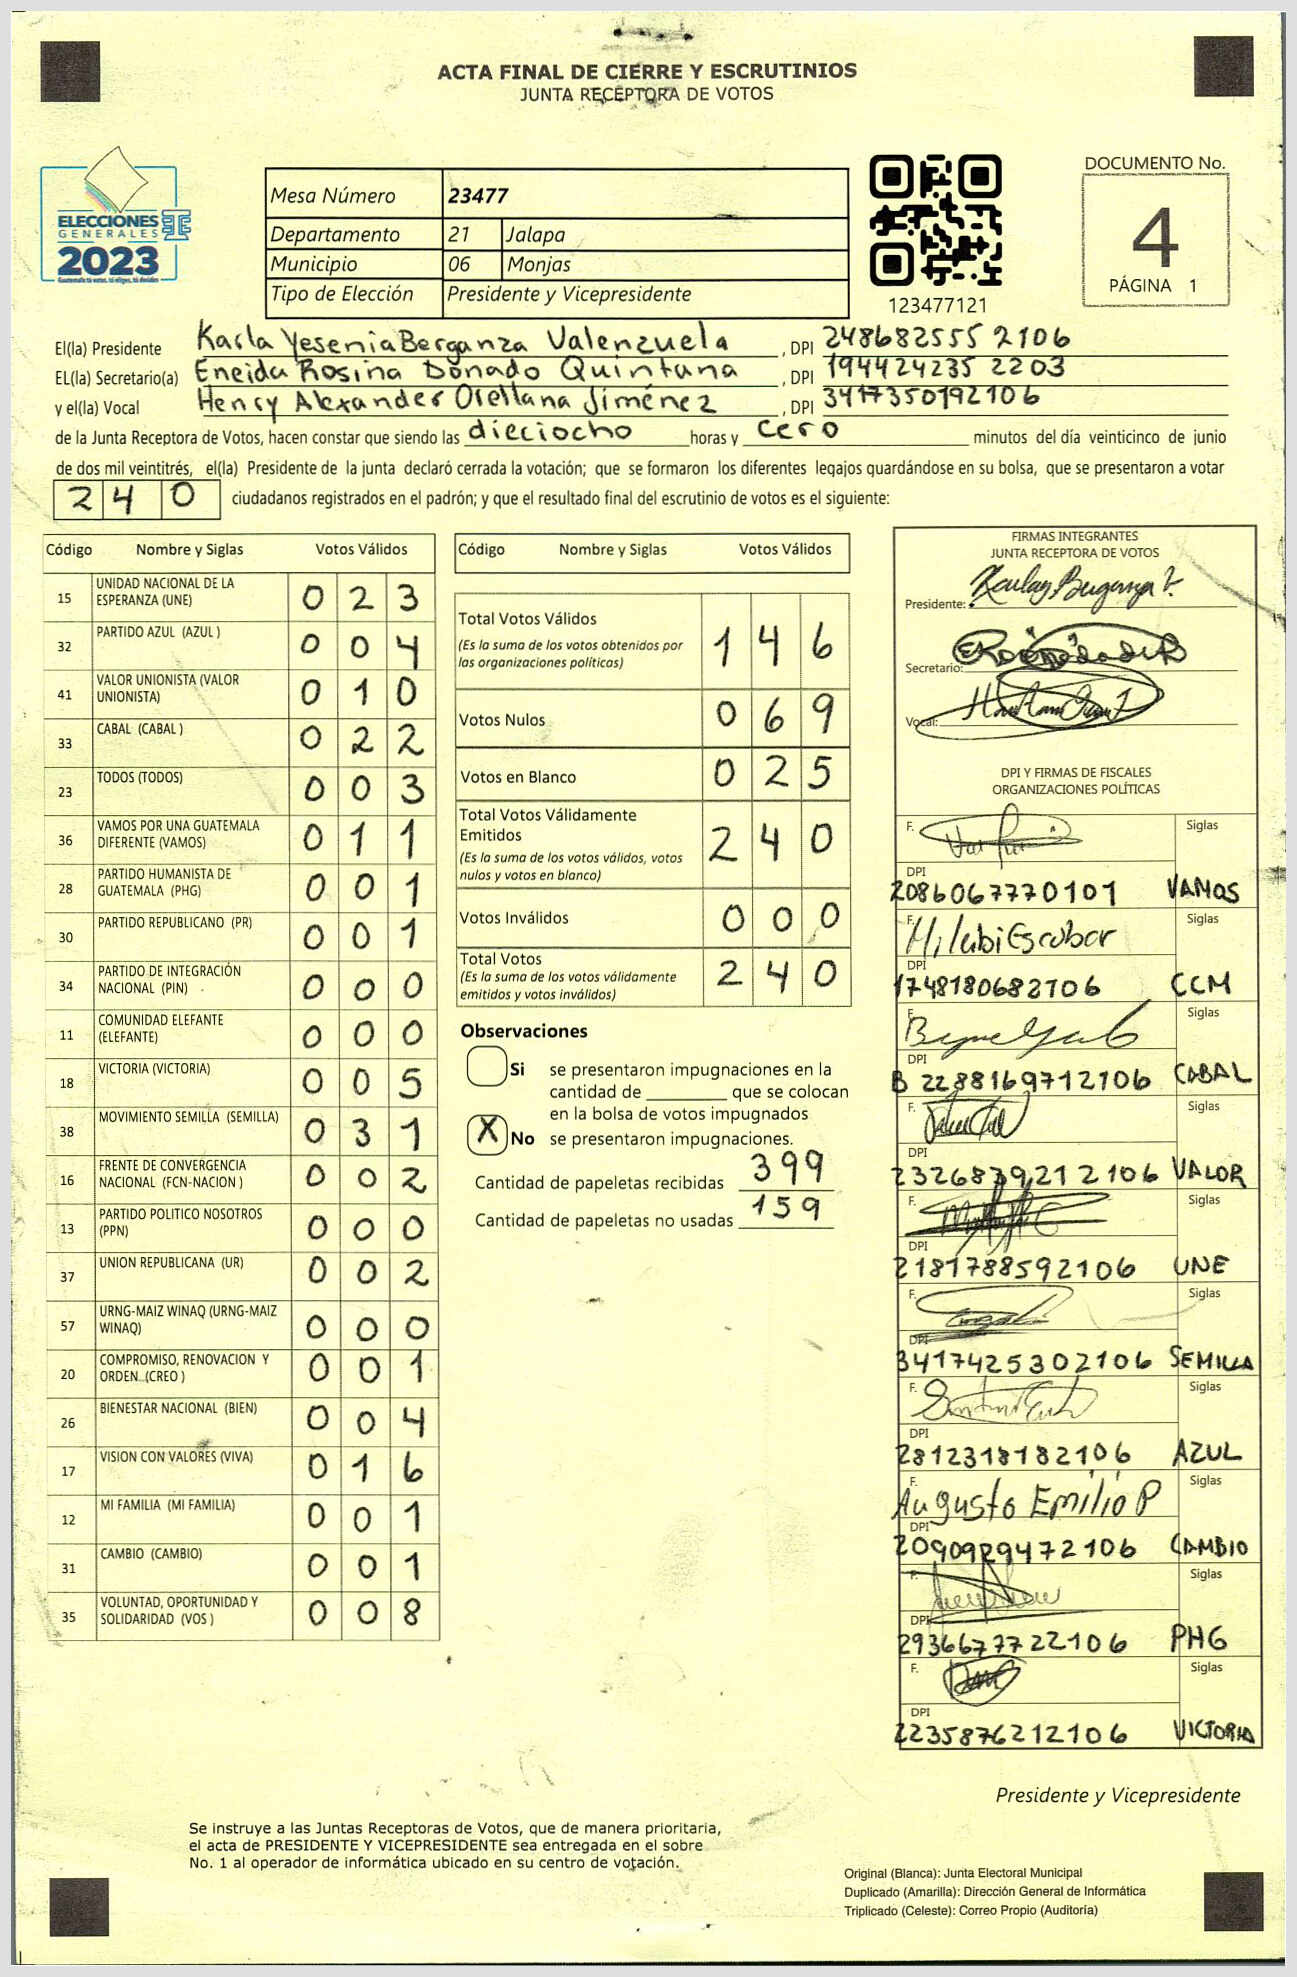 ACTA FINAL DE CIERRE Y ESCRUTINIOS
JUNTA RECEPTORA DE VOTOS
ELECCIONES
GENERALES
2023
Mesa Número 23477
Departamento 21 Jalapa
Municipio 06 Monjas
Tipo de Elección Presidente y Vicepresidente
123477121
DOCUMENTO No.
4
PÁGINA 1
El(la) Presidente Karla Yesenia Berganza Valenzuela , DPI 248682555 2106
EL(la) Secretario(a) Eneida Rosina Donado Quintana , DPI 194424235 2203
y el(la) Vocal Henry Alexander Orellana Jiménez , DPI 3417350192106
de la Junta Receptora de Votos, hacen constar que siendo las dieciocho horas y cero minutos del día veinticinco de junio
de dos mil veintitrés, el(la) Presidente de la junta declaró cerrada la votación; que se formaron los diferentes legajos guardándose en su bolsa, que se presentaron a votar
240 ciudadanos registrados en el padrón; y que el resultado final del escrutinio de votos es el siguiente:
Código Nombre y Siglas Votos Válidos
15 UNIDAD NACIONAL DE LA ESPERANZA (UNE) 0 2 3
32 PARTIDO AZUL (AZUL ) 0 0 4
41 VALOR UNIONISTA (VALOR UNIONISTA) 0 1 0
33 CABAL (CABAL ) 0 2 2
23 TODOS (TODOS) 0 0 3
36 VAMOS POR UNA GUATEMALA DIFERENTE (VAMOS) 0 1 1
28 PARTIDO HUMANISTA DE GUATEMALA (PHG) 0 0 1
30 PARTIDO REPUBLICANO (PR) 0 0 1
34 PARTIDO DE INTEGRACIÓN NACIONAL (PIN) 0 0 0
11 COMUNIDAD ELEFANTE (ELEFANTE) 0 0 0
18 VICTORIA (VICTORIA) 0 0 5
38 MOVIMIENTO SEMILLA (SEMILLA) 0 3 1
16 FRENTE DE CONVERGENCIA NACIONAL (FCN-NACION ) 0 0 2
13 PARTIDO POLITICO NOSOTROS (PPN) 0 0 0
37 UNION REPUBLICANA (UR) 0 0 2
57 URNG-MAIZ WINAQ (URNG-MAIZ WINAQ) 0 0 0
20 COMPROMISO, RENOVACION Y ORDEN (CREO ) 0 0 1
26 BIENESTAR NACIONAL (BIEN) 0 0 4
17 VISION CON VALORES (VIVA) 0 1 6
12 MI FAMILIA (MI FAMILIA) 0 0 1
31 CAMBIO (CAMBIO) 0 0 1
35 VOLUNTAD, OPORTUNIDAD Y SOLIDARIDAD (VOS ) 0 0 8
Código Nombre y Siglas Votos Válidos
Total Votos Válidos 1 4 6
(Es la suma de los votos obtenidos por
las organizaciones políticas)
Votos Nulos 0 6 9
Votos en Blanco 0 2 5
Total Votos Válidamente
Emitidos 2 4 0
(Es la suma de los votos válidos, votos
nulos y votos en blanco)
Votos Inválidos 0 0 0
Total Votos 2 4 0
(Es la suma de los votos válidamente
emitidos y votos inválidos)
Observaciones
Si se presentaron impugnaciones en la
cantidad de ________ que se colocan
en la bolsa de votos impugnados
X No se presentaron impugnaciones.
Cantidad de papeletas recibidas 399
Cantidad de papeletas no usadas 159
FIRMAS INTEGRANTES
JUNTA RECEPTORA DE VOTOS
Presidente:
Secretario:
Vocal:
DPI Y FIRMAS DE FISCALES
ORGANIZACIONES POLÍTICAS
F. Siglas
DPI
2086067770101 VAMOS
F. Siglas
DPI
1748180682106 CCM
F. Siglas
DPI
B 2288169712106 CABAL
F. Siglas
DPI
2326839212106 VALOR
F. Siglas
DPI
2181788592106 UNE
F. Siglas
DPI
3417425302106 SEMILLA
F. Siglas
DPI
2812318182106 AZUL
F. Augusto Emilio P Siglas
DPI
2090929472106 CAMBIO
F. Siglas
DPI
2936677722106 PHG
F. Siglas
DPI
2235876212106 VICTORIA
Presidente y Vicepresidente
Se instruye a las Juntas Receptoras de Votos, que de manera prioritaria,
el acta de PRESIDENTE Y VICEPRESIDENTE sea entregada en el sobre
No. 1 al operador de informática ubicado en su centro de votación.
Original (Blanca): Junta Electoral Municipal
Duplicado (Amarilla): Dirección General de Informática
Triplicado (Celeste): Correo Propio (Auditoría)